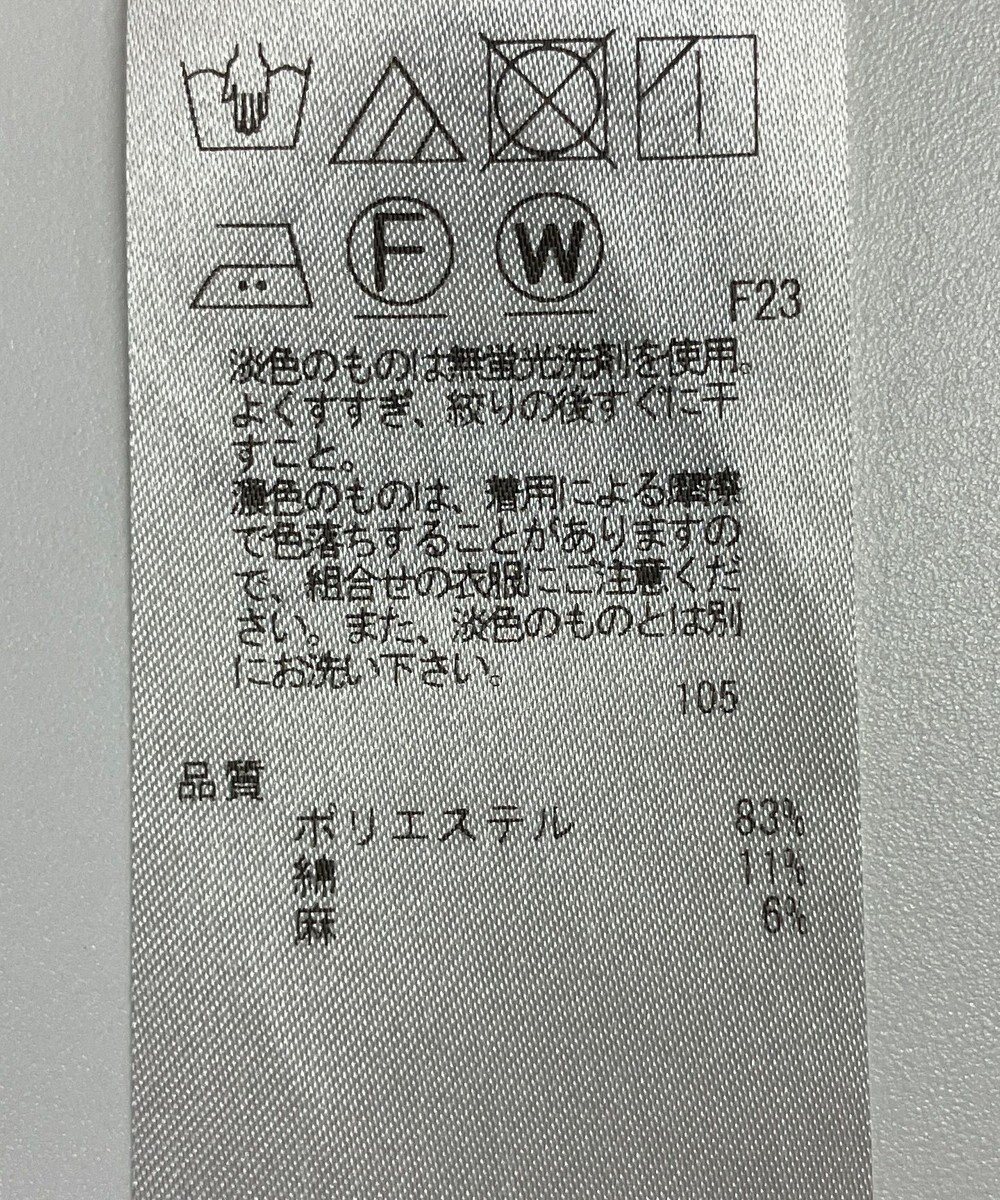 F W
F23
淡色のものは無蛍光洗剤を使用。
よくすすぎ、絞りの後すぐに干
すこと。
濃色のものは、着用による摩擦
で色落ちすることがありますの
で、組合せの衣服にご注意くだ
さい。また、淡色のものとは別
にお洗い下さい。
105
品質
ポリエステル 83%
綿 11%
麻 6%